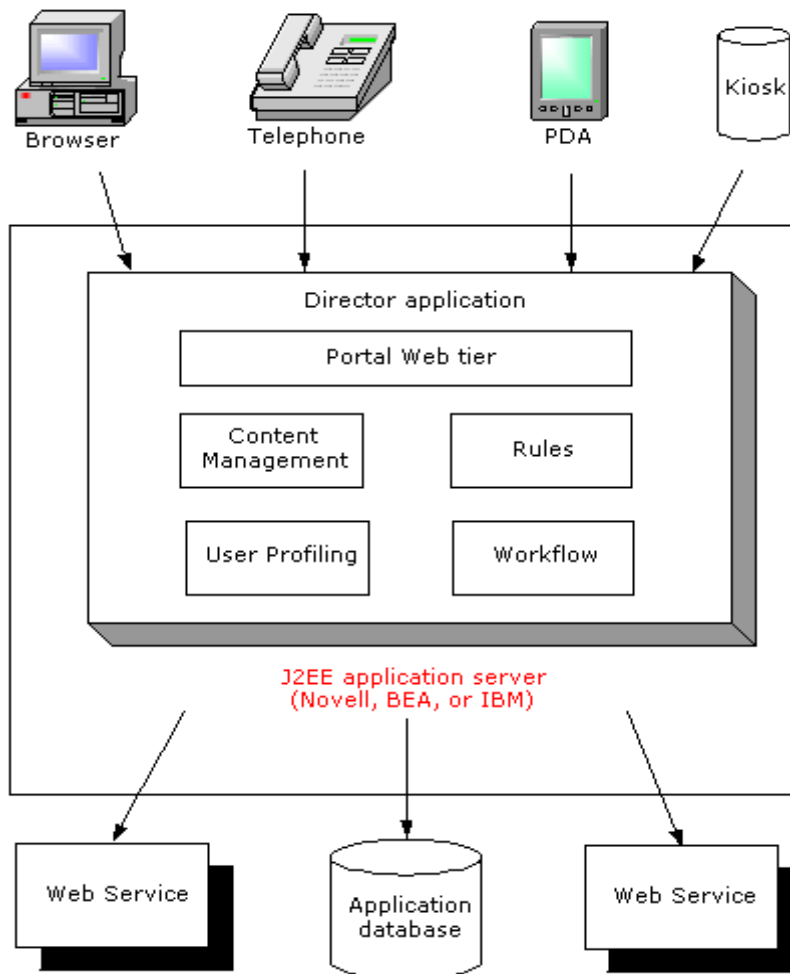 Browser
Telephone
PDA
Kiosk
Director application
Portal Web tier
Content
Management
Rules
User Profiling
Workflow
J2EE application server
(Novell, BEA, or IBM)
Web Service
Application
database
Web Service